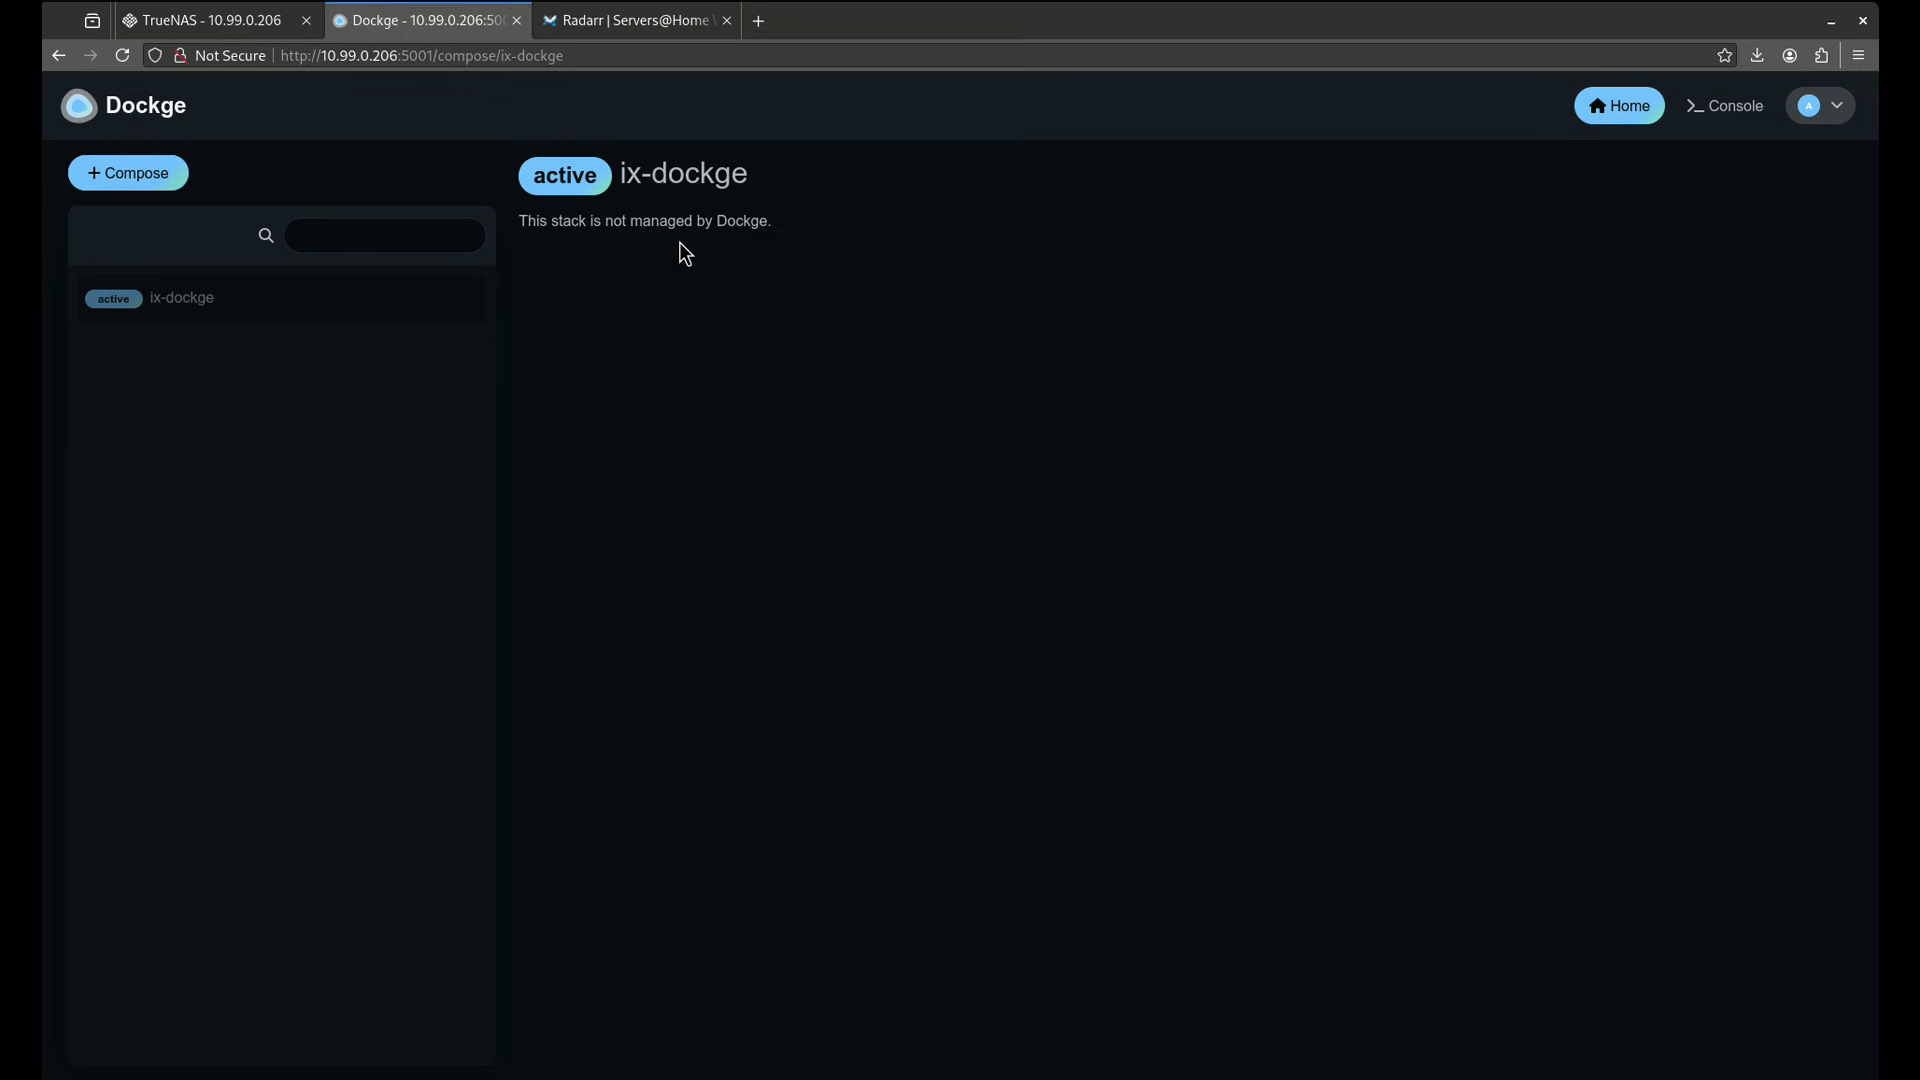 TrueNAS - 10.99.0.206
Dockge - 10.99.0.206:500
Radarr | Servers@Home
Not Secure
http://10.99.0.206:5001/compose/ix-dockge
Dockge
Home
Console
A
+ Compose
active ix-dockge
This stack is not managed by Dockge.
active ix-dockge